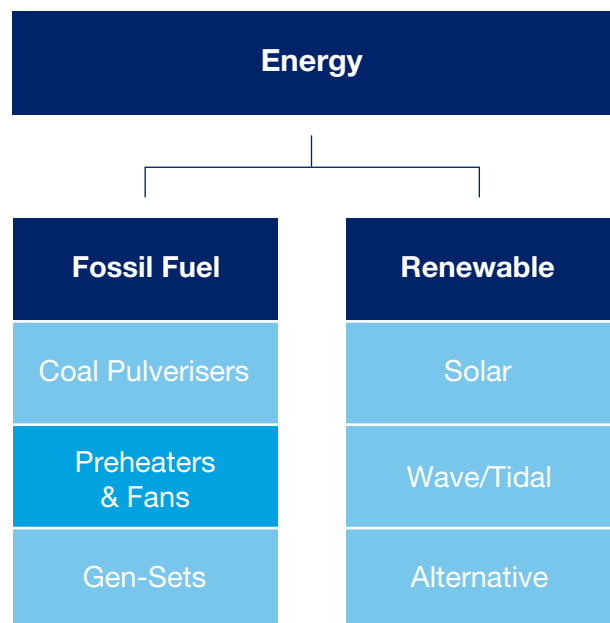 Energy
Fossil Fuel
Renewable
Coal Pulverisers
Solar
Preheaters
& Fans
Wave/Tidal
Gen-Sets
Alternative